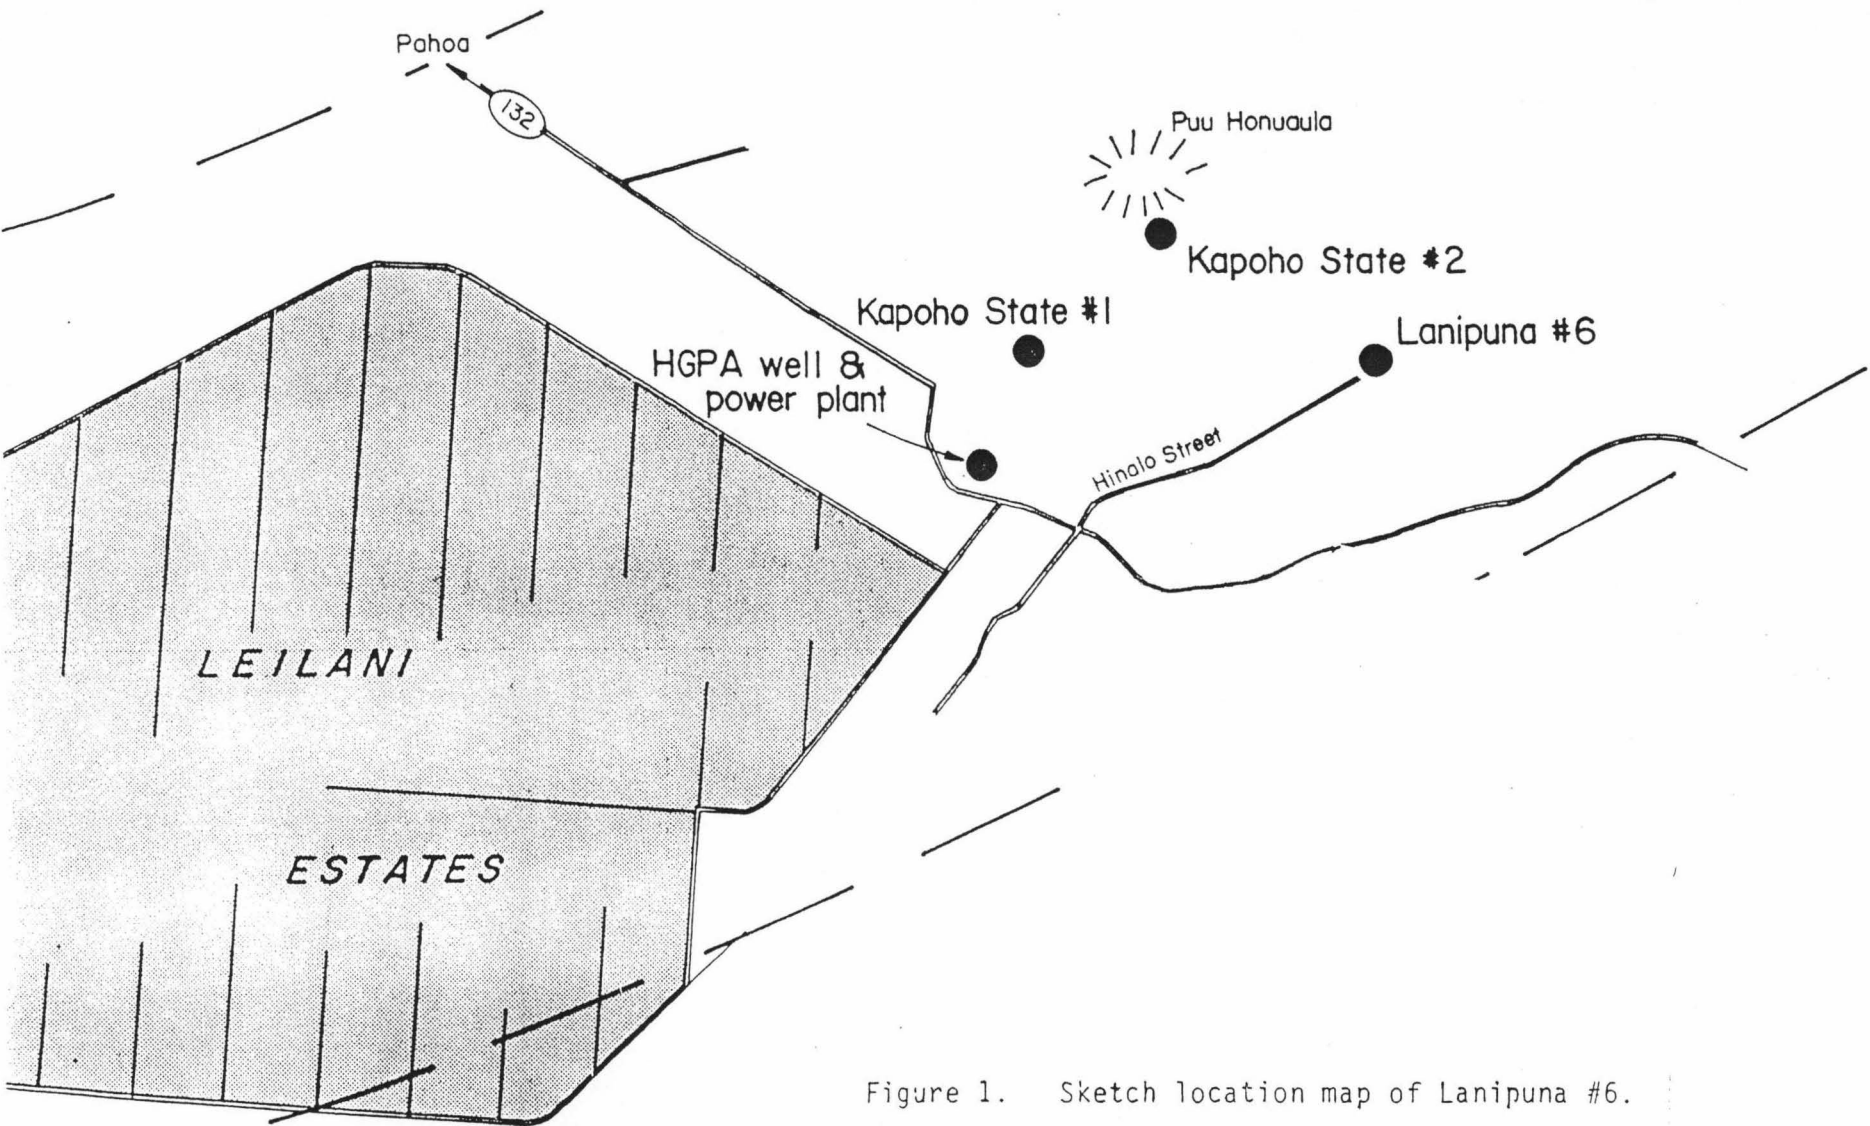 Pahoa
132
Puu Honuaula
Kapoho State #2
Kapoho State #1
Lanipuna #6
HGPA well &
power plant
Hinalo Street
LEILANI
ESTATES
Figure 1. Sketch location map of Lanipuna #6.